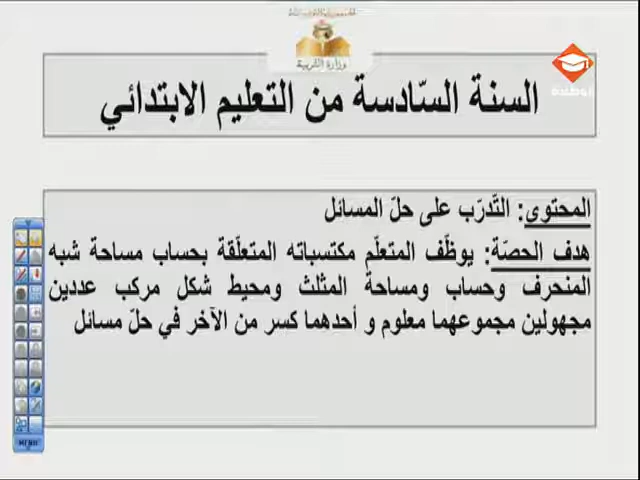 وزارة التربية
الوطنية
السنة السّادسة من التعليم الابتدائي
المحتوى: التّدرّب على حلّ المسائل
هدف الحصّة: يوظّف المتعلّم مكتسباته المتعلّقة بحساب مساحة شبه
المنحرف وحساب ومساحة المثلث ومحيط شكل مركب عددين
مجهولين مجموعهما معلوم و أحدهما كسر من الآخر في حلّ مسائل
MENU